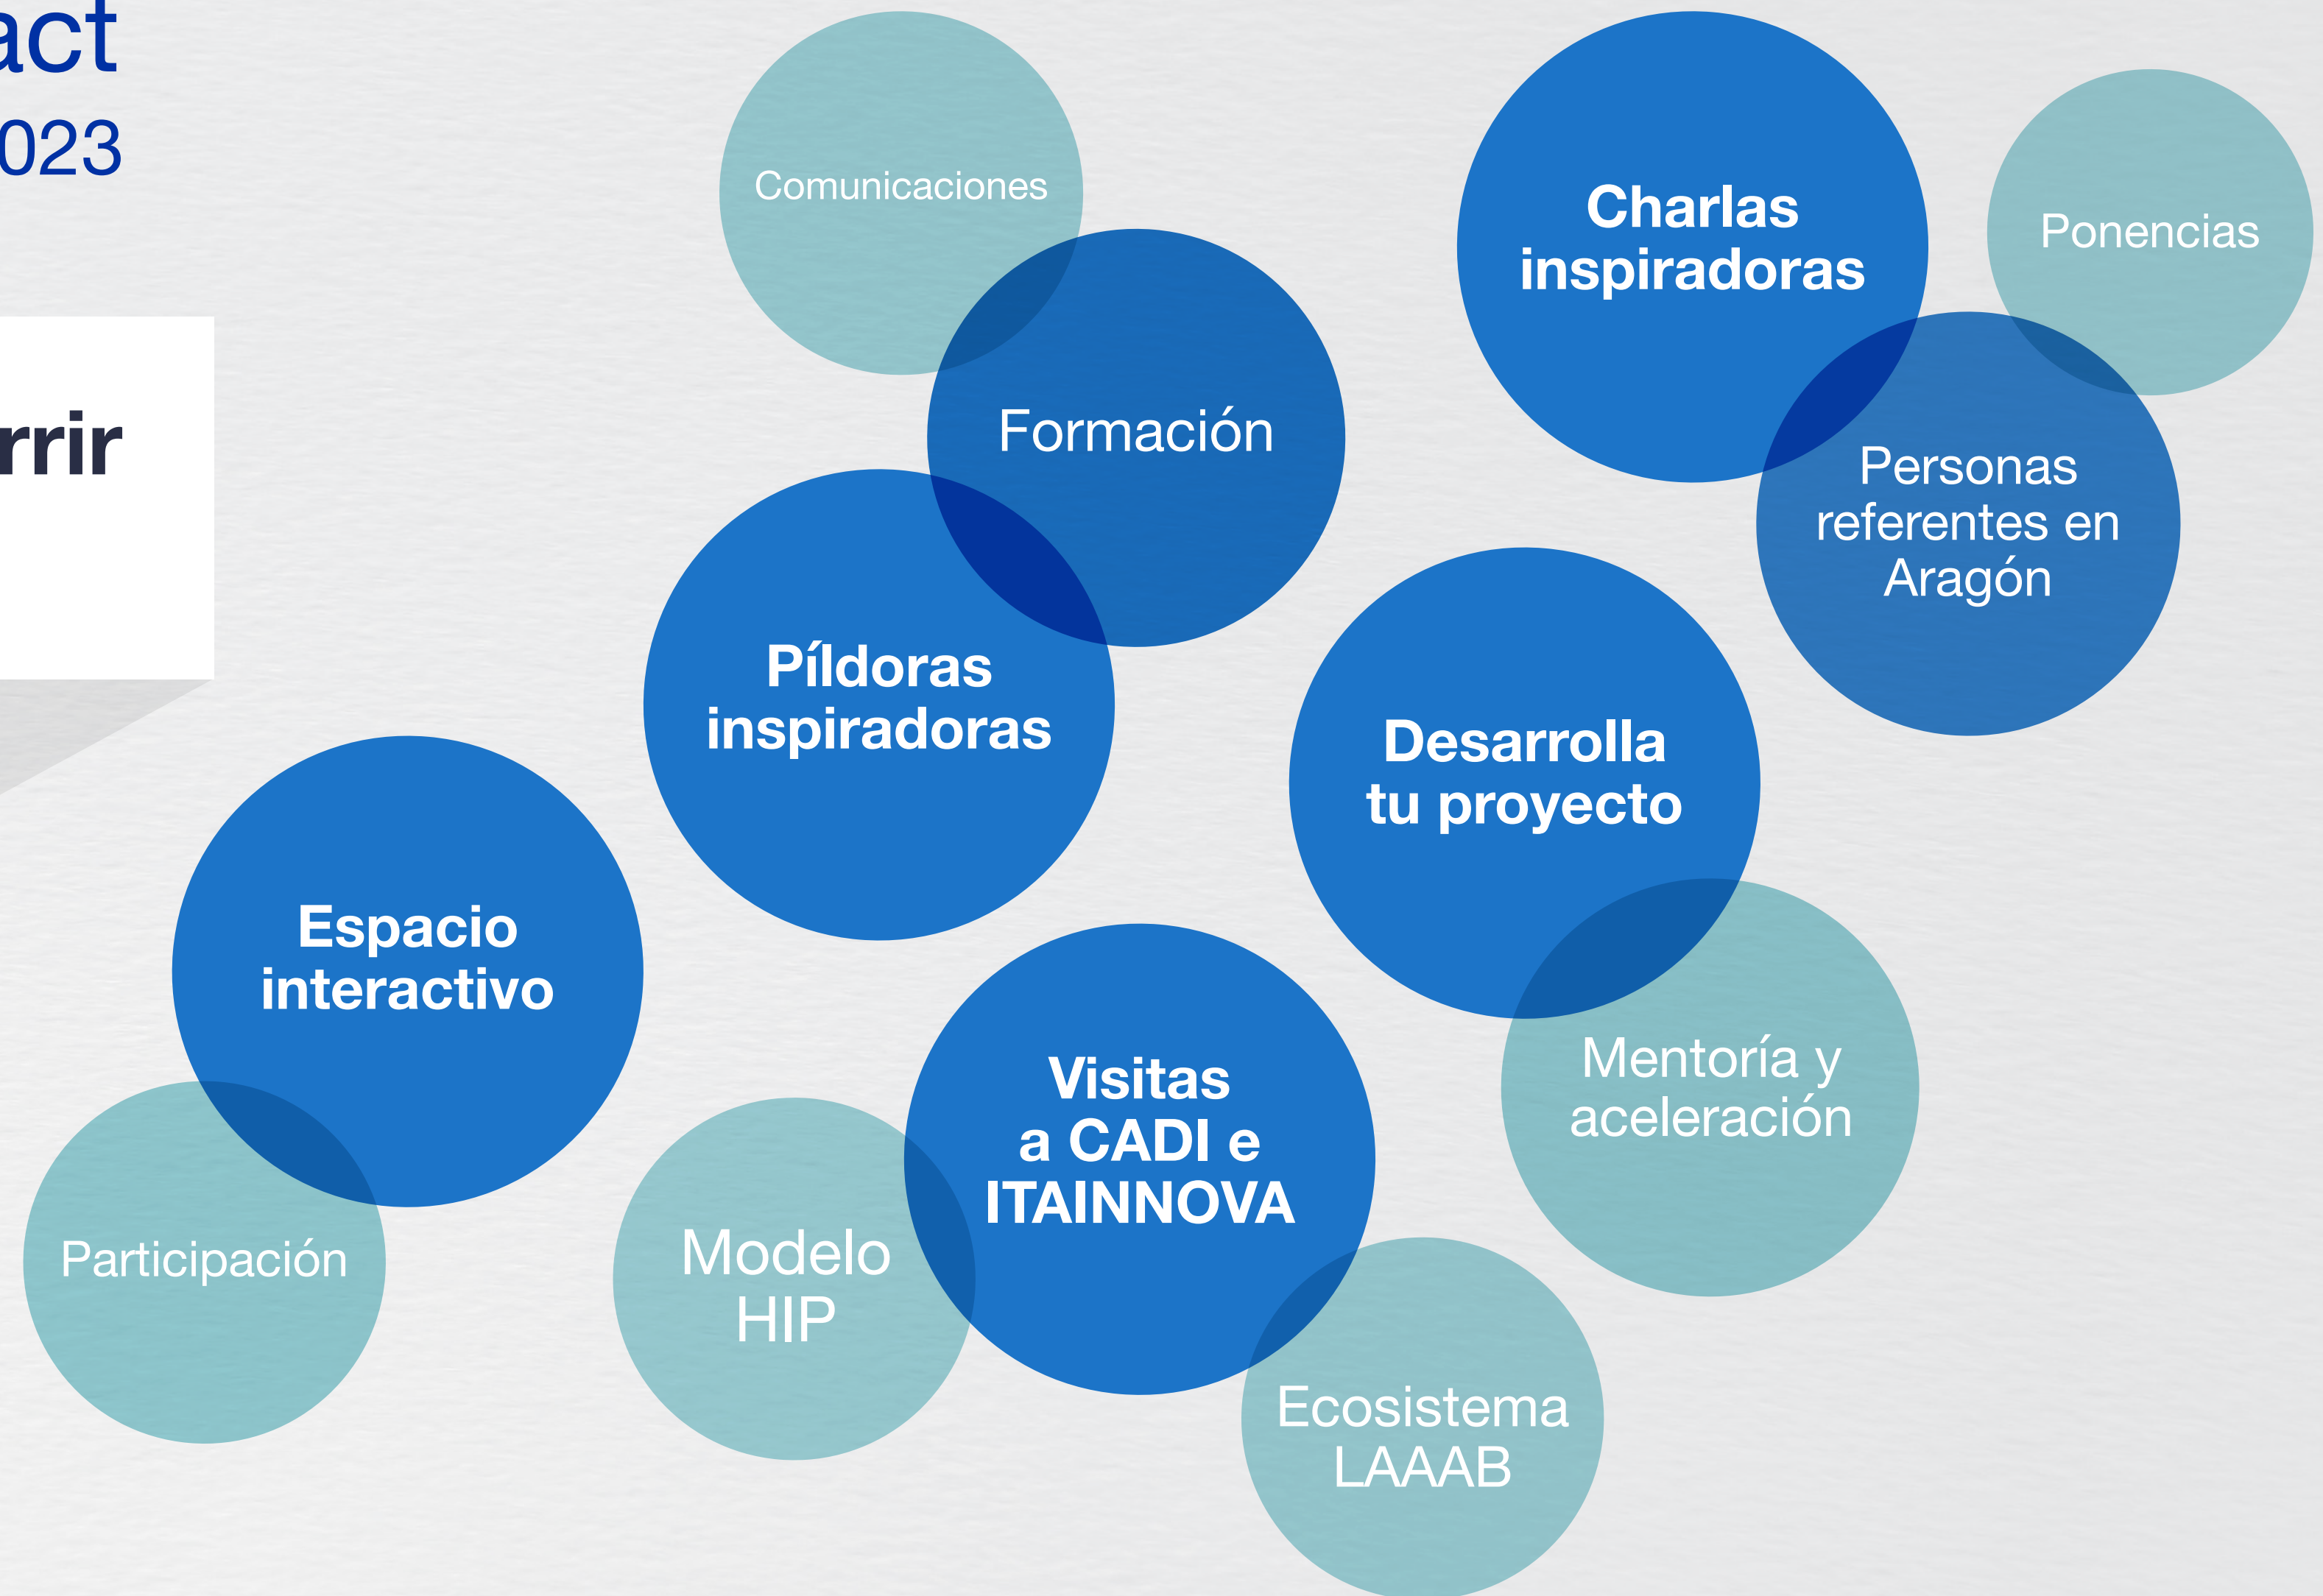 act
023
rrir
Comunicaciones
Charlas
inspiradoras
Ponencias
Formación
Personas
referentes en
Aragón
Píldoras
inspiradoras
Desarrolla
tu proyecto
Espacio
interactivo
Visitas
a CADI e
ITAINNOVA
Mentoría y
aceleración
Participación
Modelo
HIP
Ecosistema
LAAAB